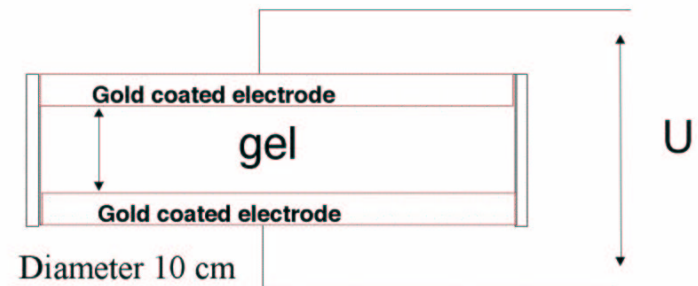 Gold coated electrode
gel
U
Gold coated electrode
Diameter 10 cm